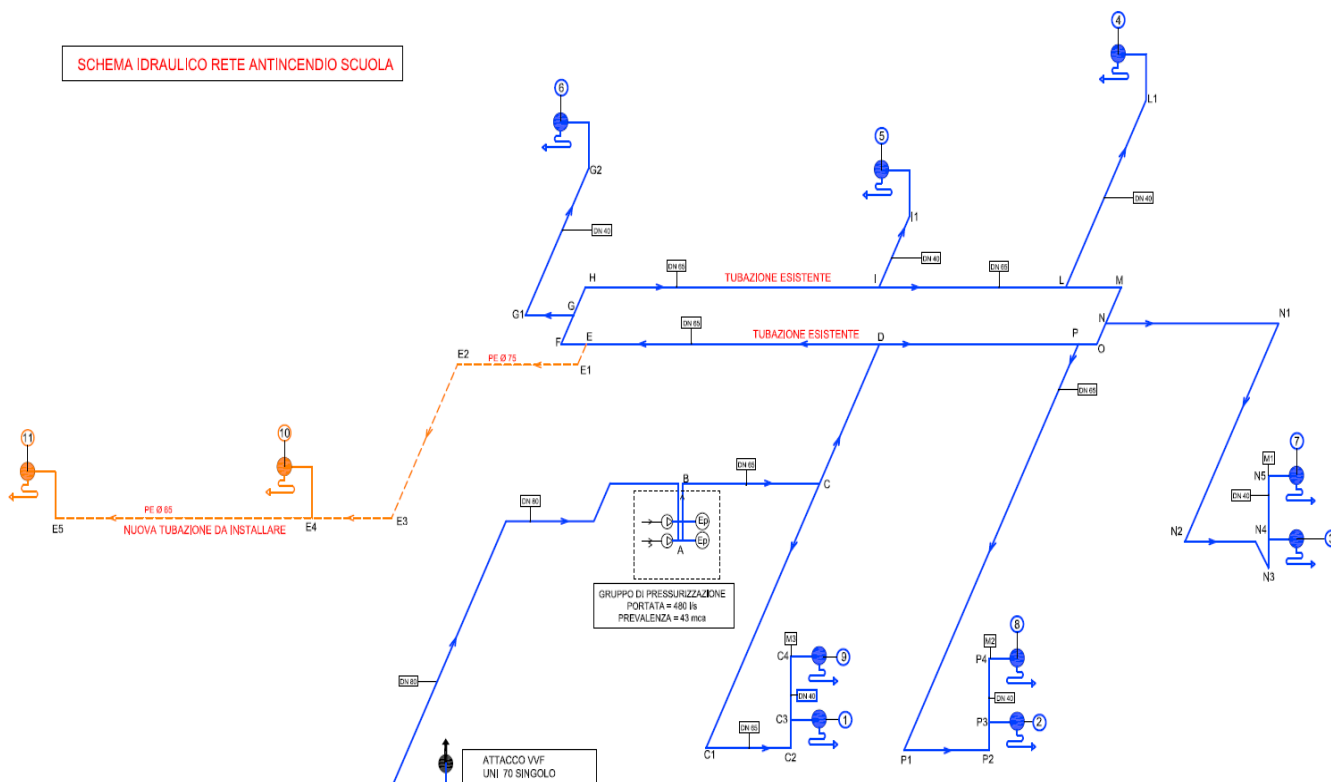 4
SCHEMA IDRAULICO RETE ANTINCENDIO SCUOLA
6
L1
5
G2
DN 40
I1
DN 40
DN 40
H
DN 65
TUBAZIONE ESISTENTE
I
DN 65
L
M
G
G1
N
N1
F
E
DN 65
TUBAZIONE ESISTENTE
D
P
O
E2
PE Ø 75
E1
DN 65
11
10
M1
7
DN 65
B
N5
C
DN 40
PE Ø 65
E5
NUOVA TUBAZIONE DA INSTALLARE
E4
E3
DN 80
Ep
Ep
A
N2
N4
3
N3
GRUPPO DI PRESSURIZZAZIONE
PORTATA = 480 l/s
PREVALENZA = 43 mca
M3
M2
8
C4
9
P4
DN 80
DN 40
DN 40
C3
1
P3
2
DN 65
C1
C2
P1
P2
ATTACCO VVF
UNI 70 SINGOLO